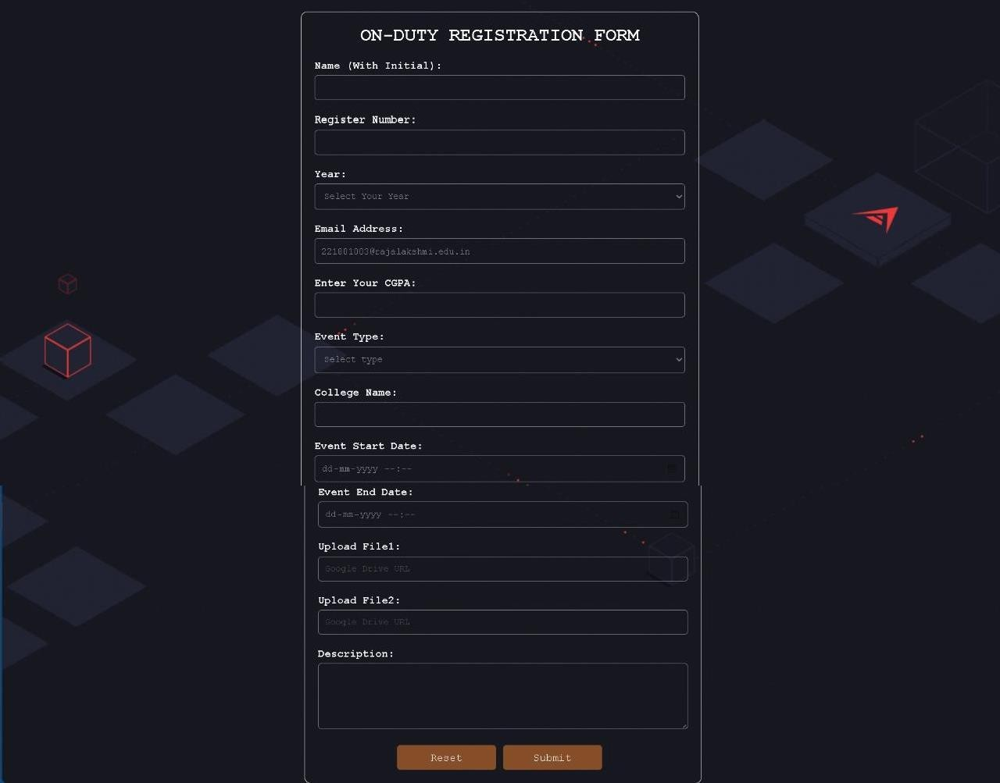 ON-DUTY REGISTRATION FORM
Name (With Initial):
Register Number:
Year:
Select Your Year
Email Address:
221801003@rajalakshmi.edu.in
Enter Your CGPA:
Event Type:
Select type
College Name:
Event Start Date:
dd-mm-yyyy --:--
Event End Date:
dd-mm-yyyy --:--
Upload File1:
Google Drive URL
Upload File2:
Google Drive URL
Description:
Reset Submit